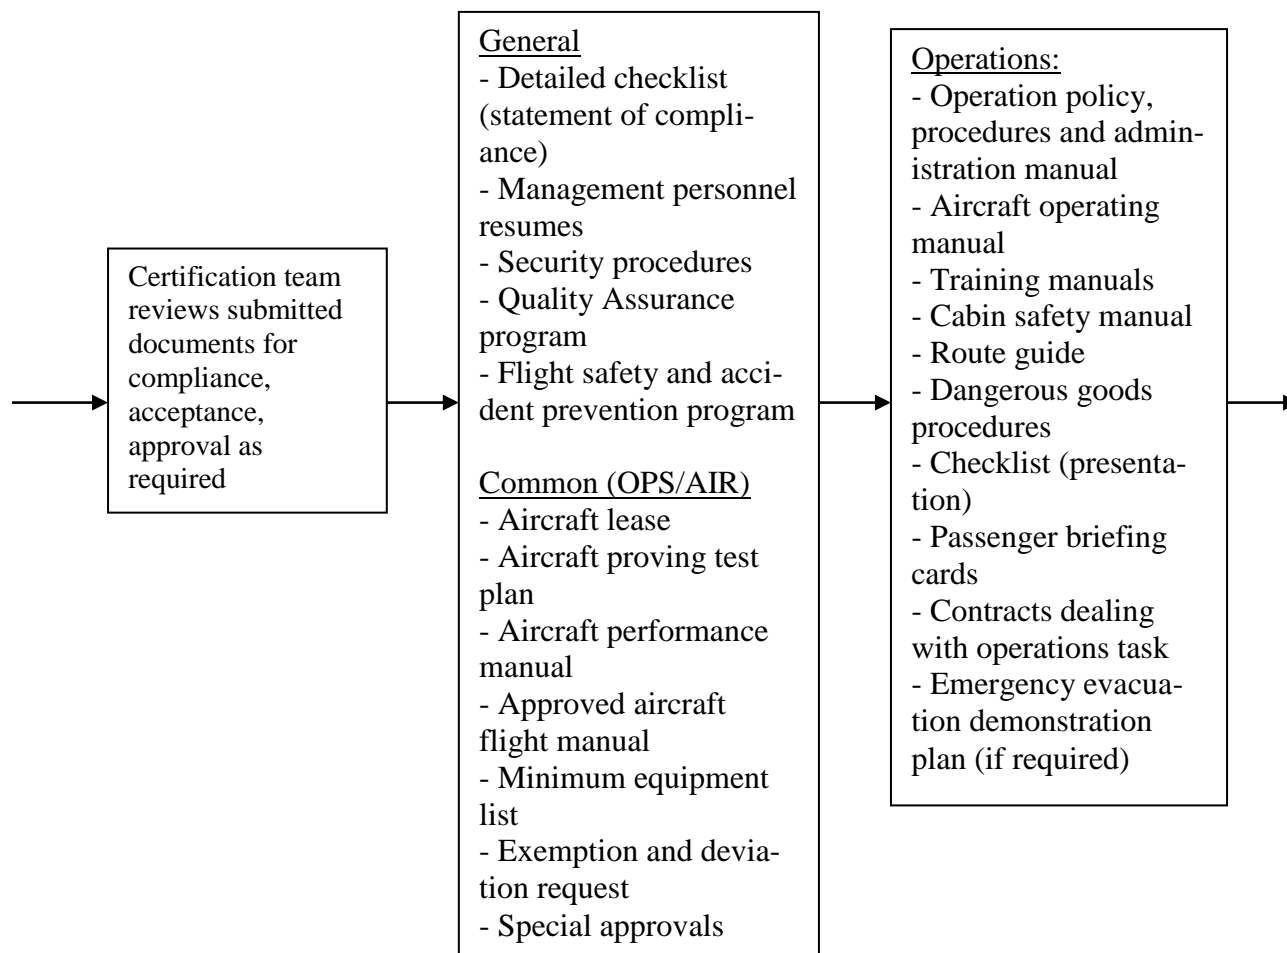 Certification team
reviews submitted
documents for
compliance,
acceptance,
approval as
required
General
- Detailed checklist
(statement of compli-
ance)
- Management personnel
resumes
- Security procedures
- Quality Assurance
program
- Flight safety and acci-
dent prevention program
Common (OPS/AIR)
- Aircraft lease
- Aircraft proving test
plan
- Aircraft performance
manual
- Approved aircraft
flight manual
- Minimum equipment
list
- Exemption and devia-
tion request
- Special approvals
Operations:
- Operation policy,
procedures and admin-
istration manual
- Aircraft operating
manual
- Training manuals
- Cabin safety manual
- Route guide
- Dangerous goods
procedures
- Checklist (presenta-
tion)
- Passenger briefing
cards
- Contracts dealing
with operations task
- Emergency evacua-
tion demonstration
plan (if required)